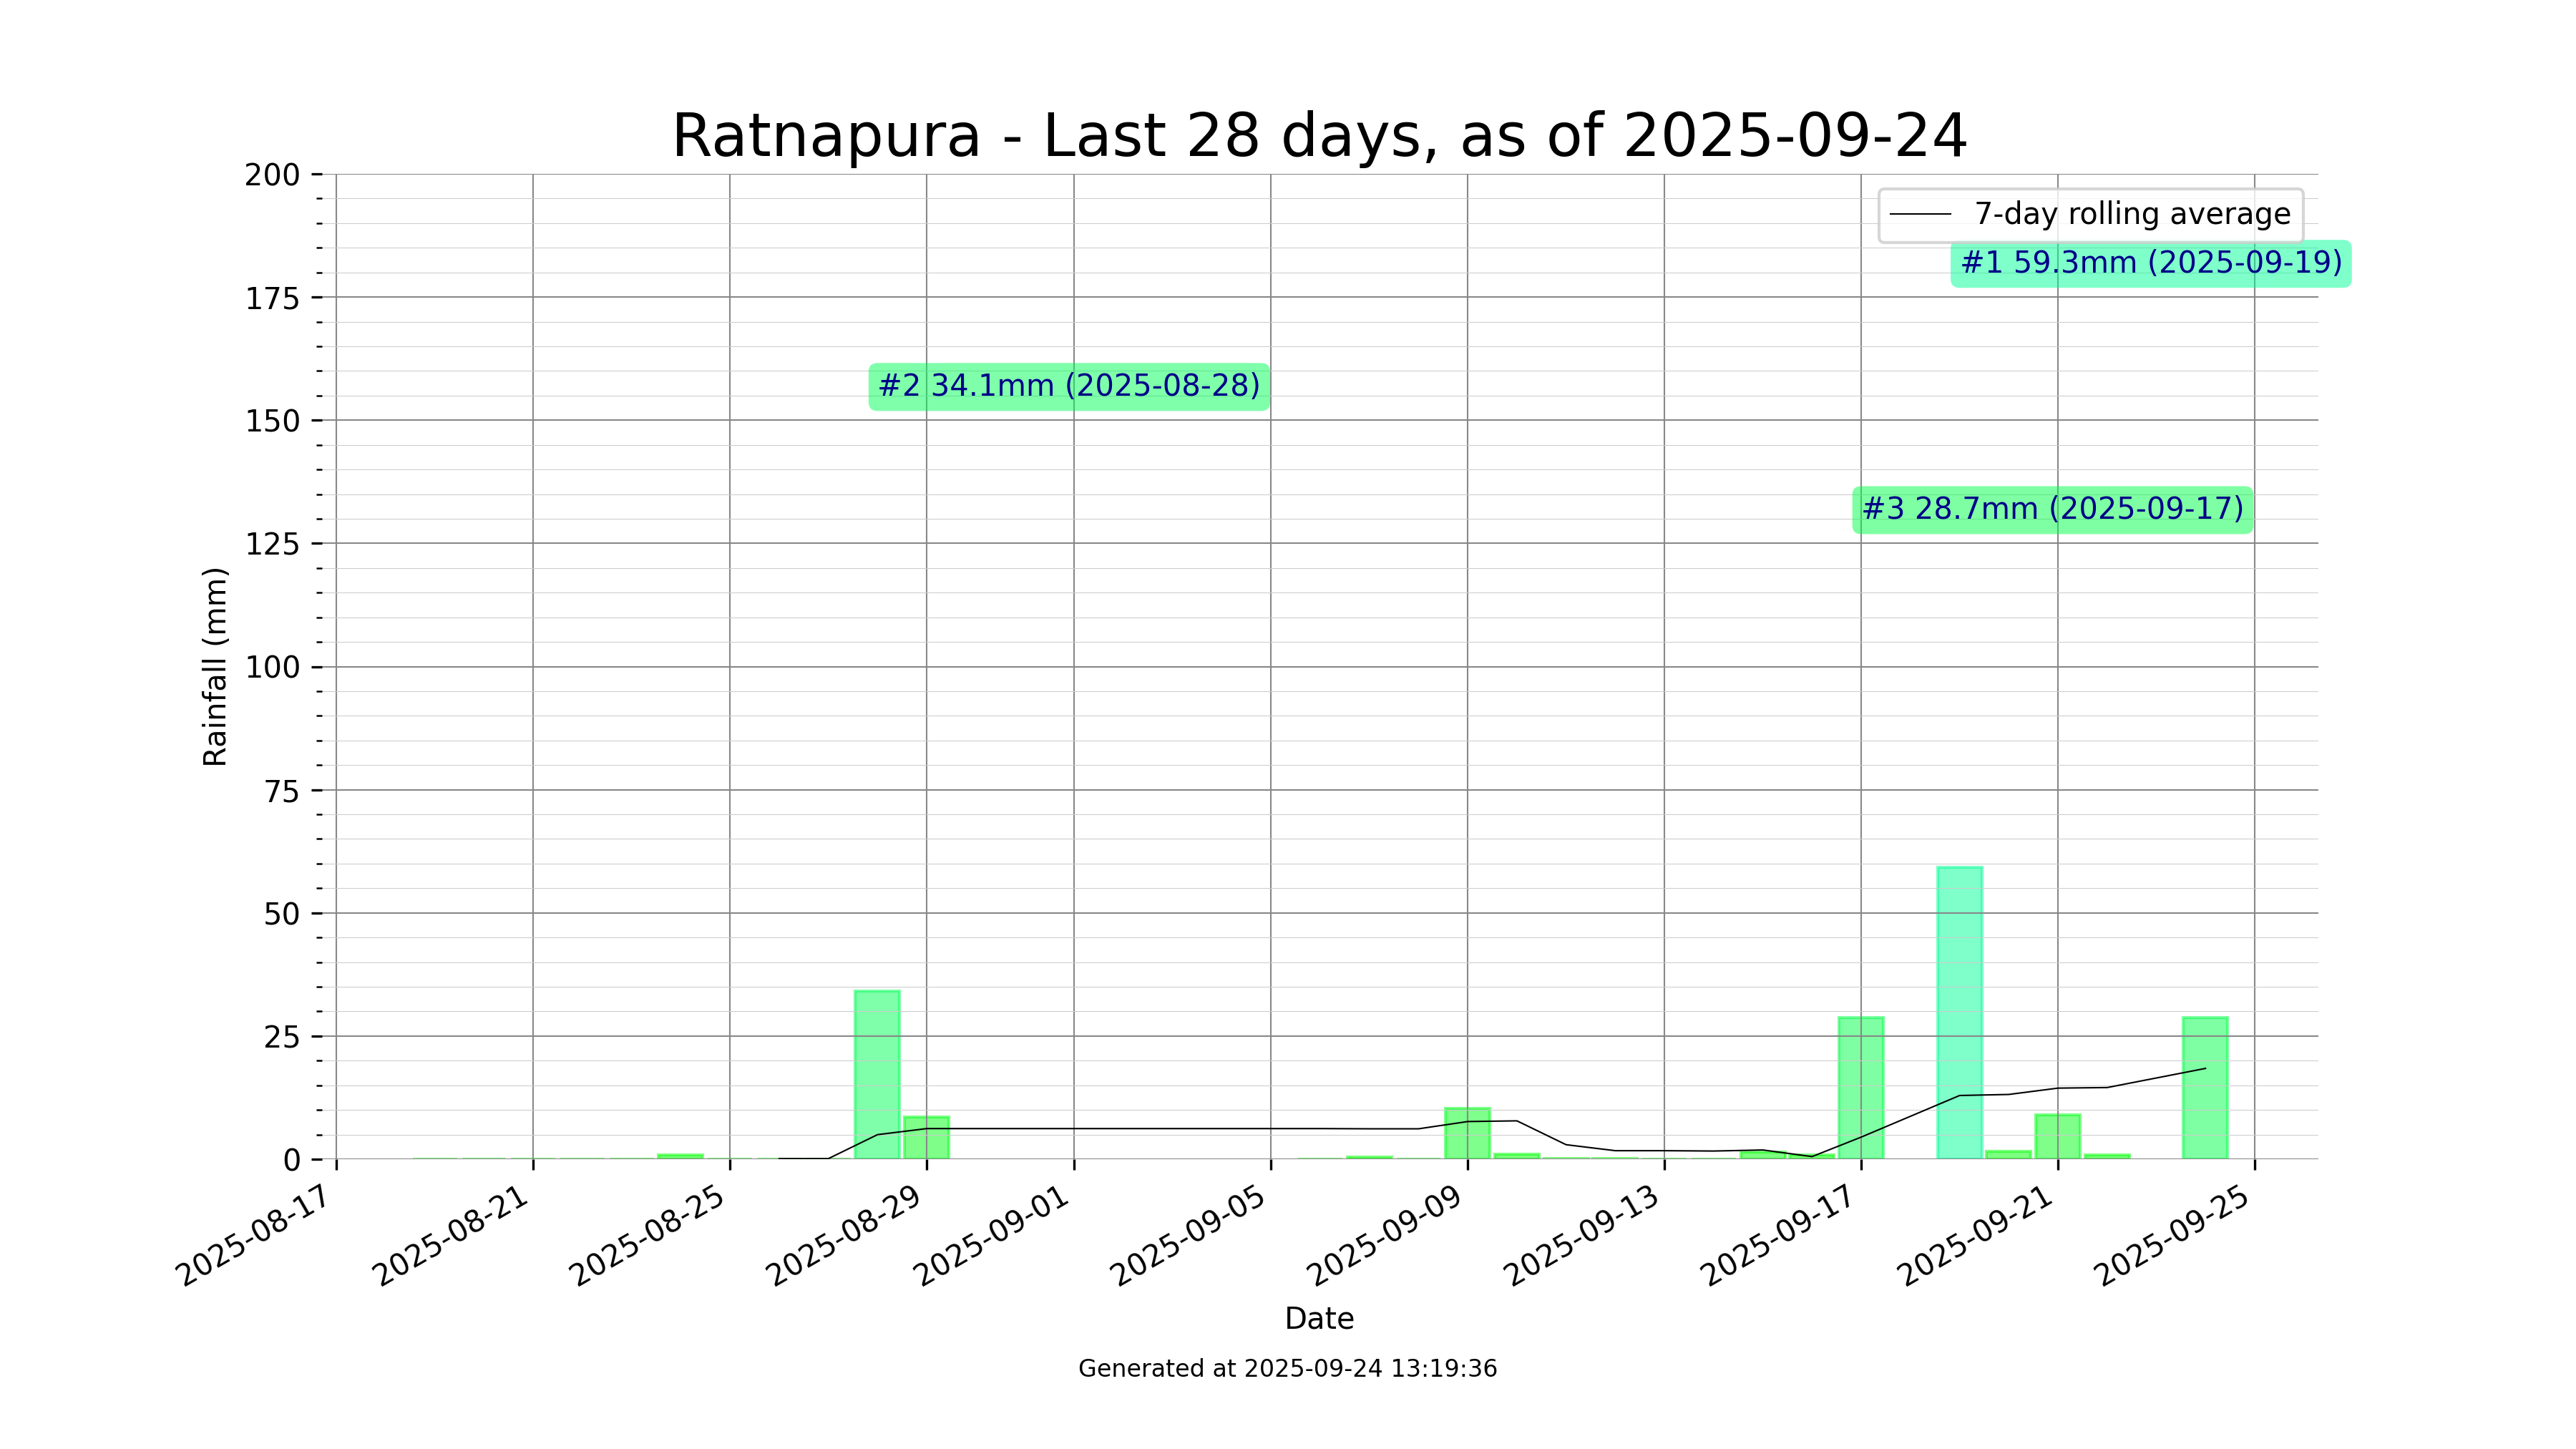 Ratnapura - Last 28 days, as of 2025-09-24
200
175
150
125
100
75
50
25
0
Rainfall (mm)
7-day rolling average
#1 59.3mm (2025-09-19)
#2 34.1mm (2025-08-28)
#3 28.7mm (2025-09-17)
2025-08-17
2025-08-21
2025-08-25
2025-08-29
2025-09-01
2025-09-05
2025-09-09
2025-09-13
2025-09-17
2025-09-21
2025-09-25
Date
Generated at 2025-09-24 13:19:36